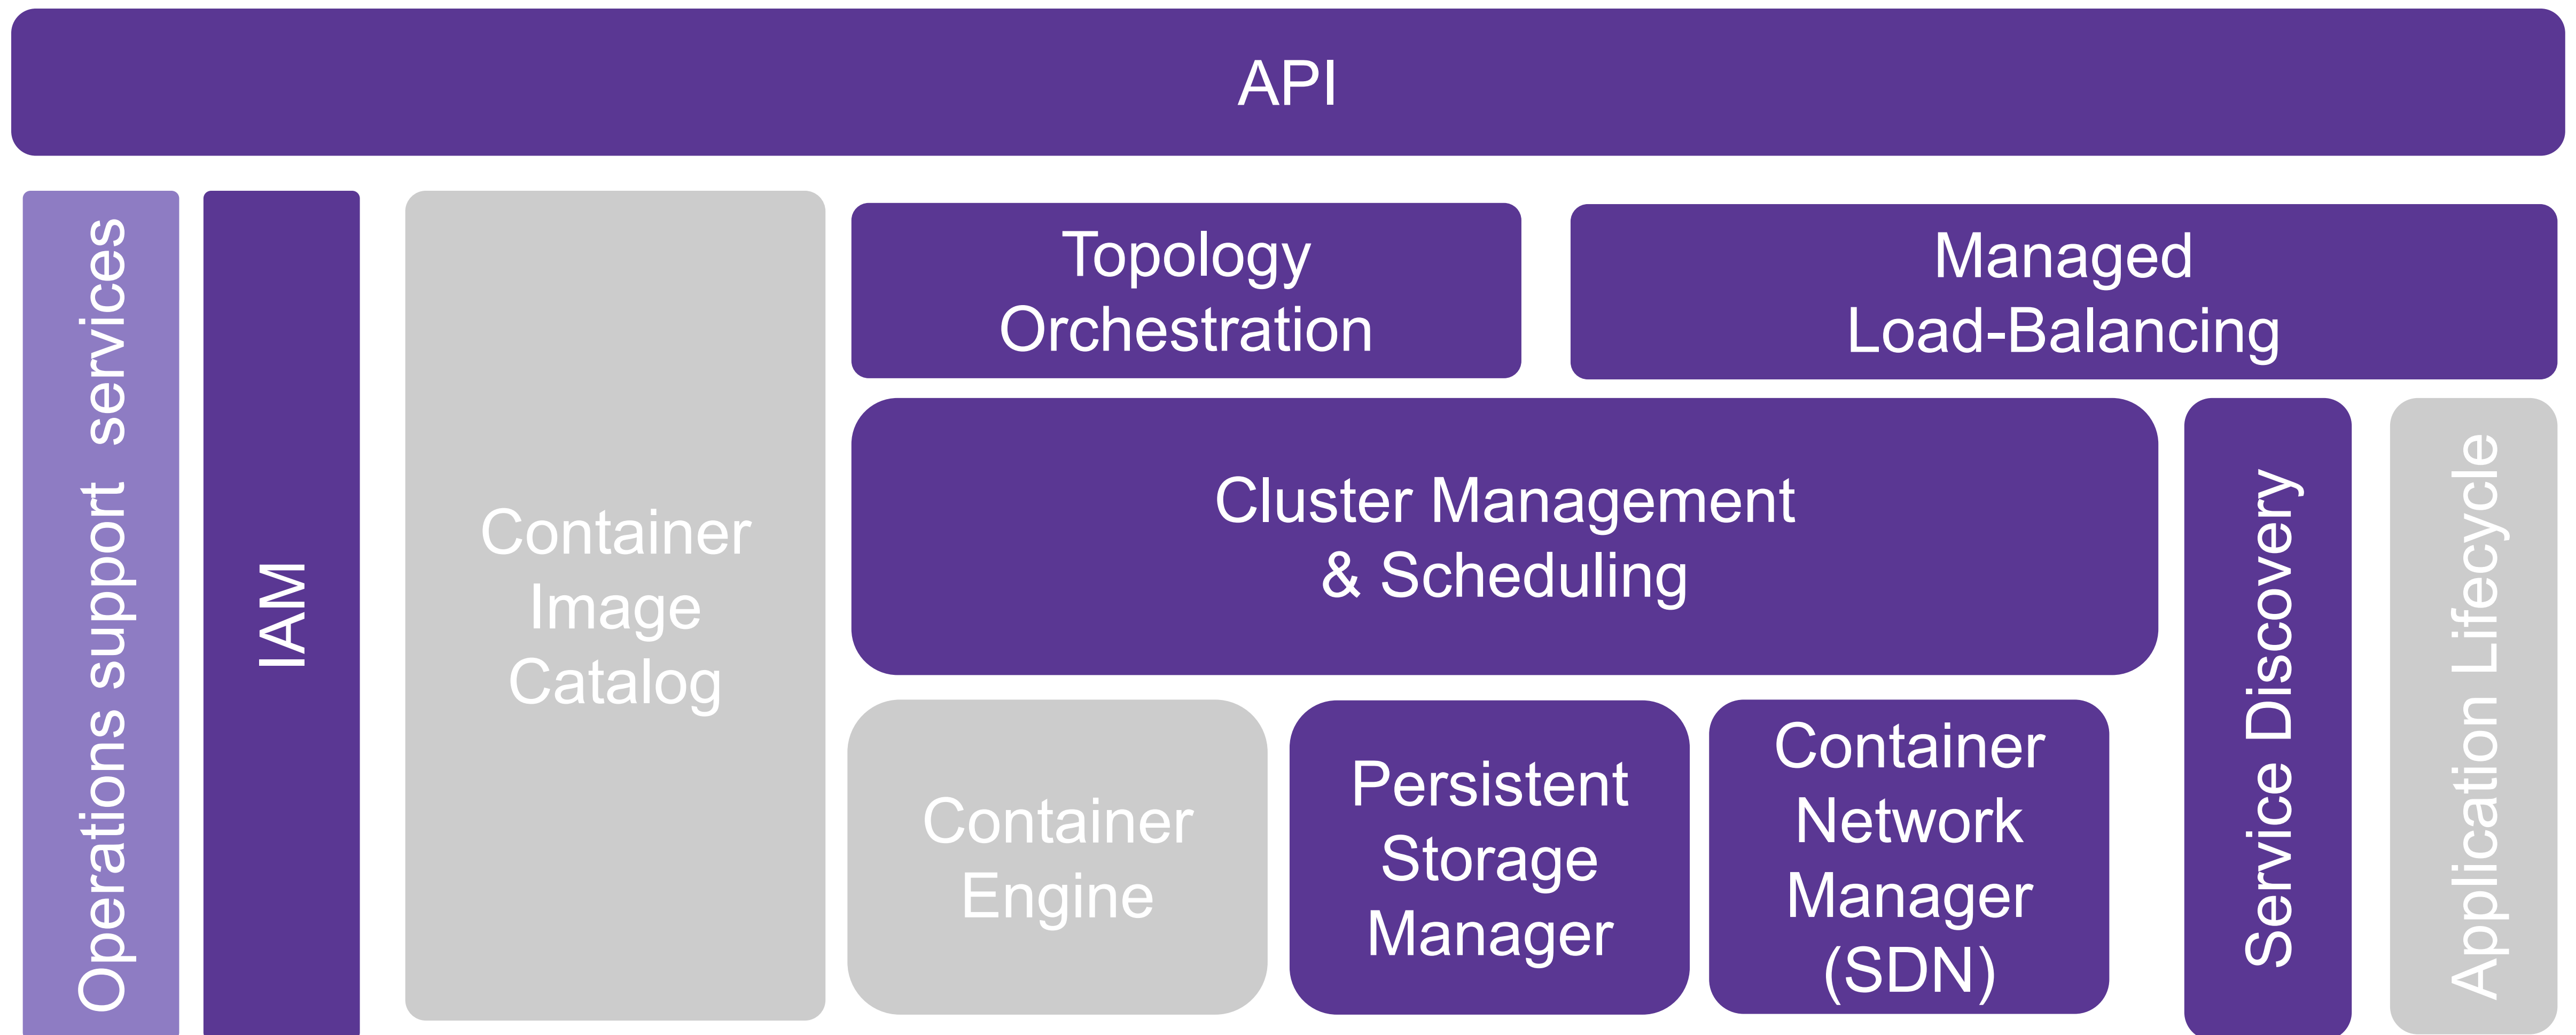 API
Operations support  services
IAM
Container
Image
Catalog
Topology
Orchestration
Managed
Load-Balancing
Cluster Management
& Scheduling
Container
Engine
Persistent
Storage
Manager
Container
Network
Manager
(SDN)
Service Discovery
Application Lifecycle